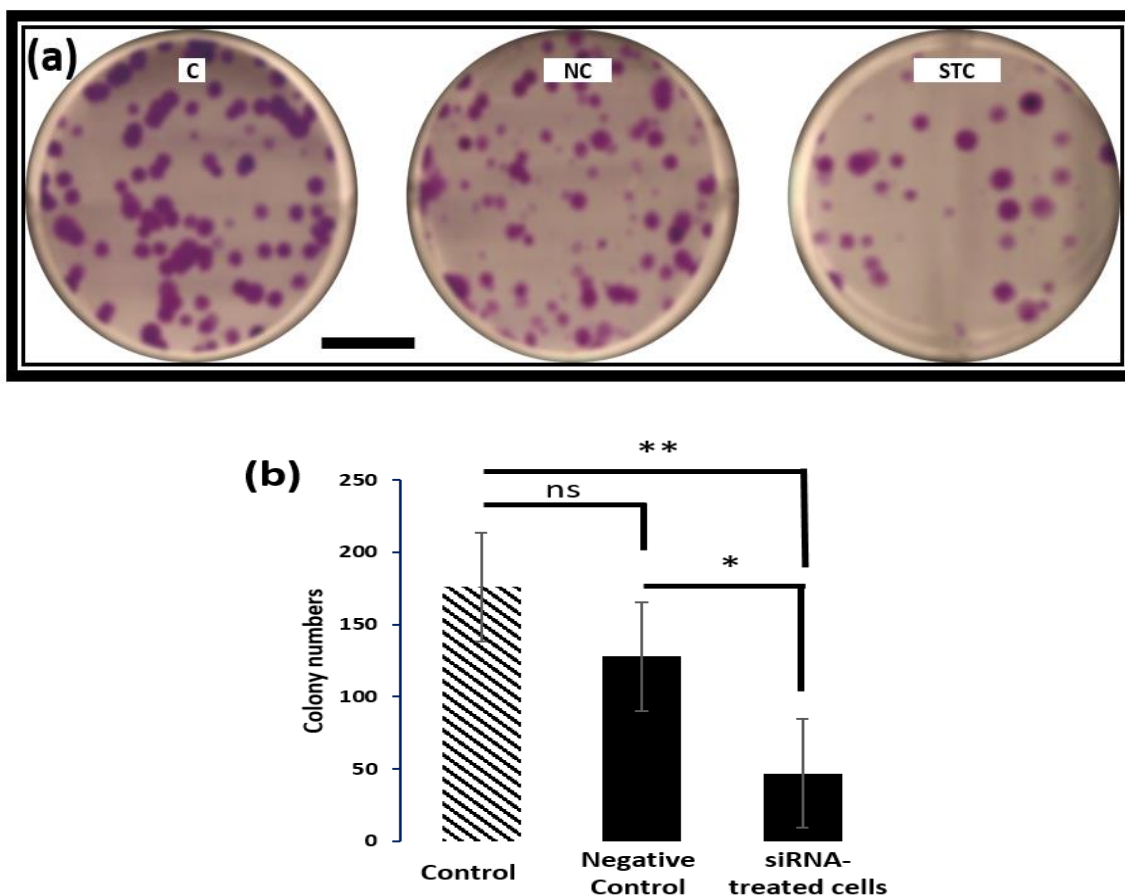 (a)
C
NC
STC
(b)
**
ns
*
250
200
150
100
50
0
Colony numbers
Control
Negative
Control
siRNA-
treated cells